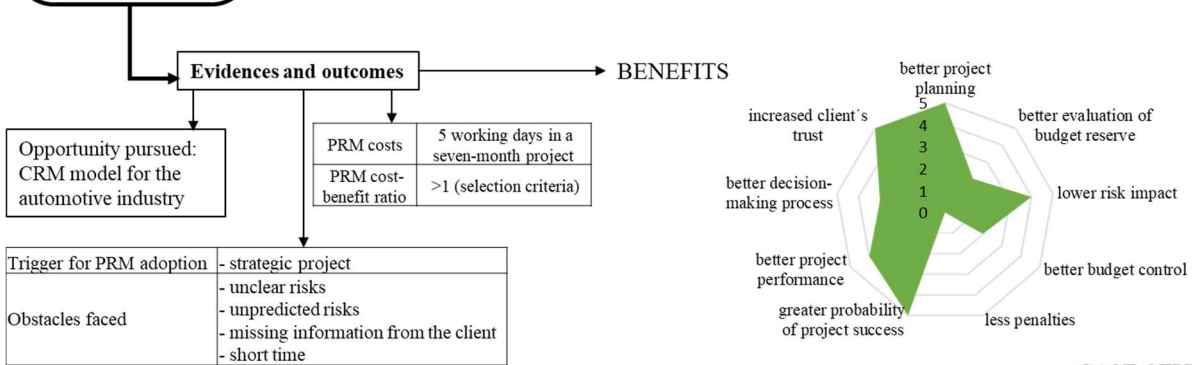 Evidences and outcomes
BENEFITS
Opportunity pursued:
CRM model for the
automotive industry
PRM costs
5 working days in a
seven-month project
PRM cost-
benefit ratio
>1 (selection criteria)
Trigger for PRM adoption
- strategic project
Obstacles faced
- unclear risks
- unpredicted risks
- missing information from the client
- short time
better project
planning
better evaluation of
budget reserve
lower risk impact
better budget control
less penalties
greater probability
of project success
better project
performance
better decision-
making process
increased client´s
trust
5
4
3
2
1
0